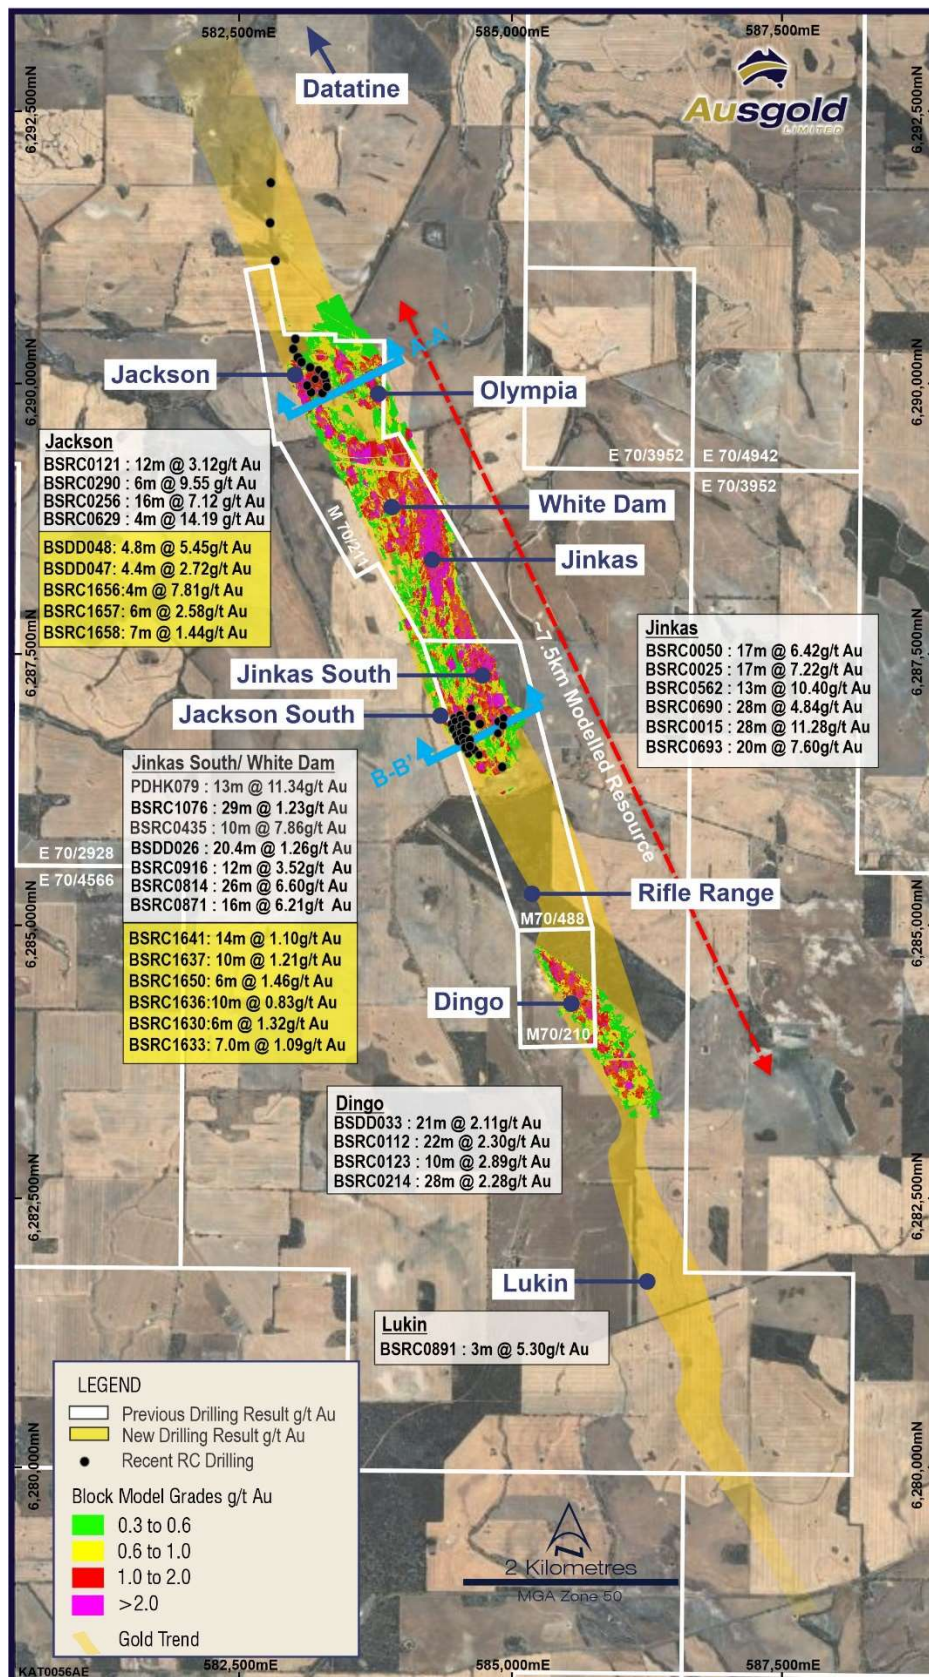 582,500mE
585,000mE
587,500mE
6,292,500mN
6,292,500mN
Datatine
Ausgold
LIMITED
A-A'
6,290,000mN
6,290,000mN
Jackson
Olympia
E 70/3952
E 70/4942
E 70/3952
Jackson
BSRC0121 : 12m @ 3.12g/t Au
BSRC0290 : 6m @ 9.55 g/t Au
BSRC0256 : 16m @ 7.12 g/t Au
BSRC0629 : 4m @ 14.19 g/t Au
BSDD048: 4.8m @ 5.45g/t Au
BSDD047: 4.4m @ 2.72g/t Au
BSRC1656:4m @ 7.81g/t Au
BSRC1657: 6m @ 2.58g/t Au
BSRC1658: 7m @ 1.44g/t Au
White Dam
M 70/211
Jinkas
~7.5km Modelled Resource
6,287,500mN
6,287,500mN
Jinkas
BSRC0050 : 17m @ 6.42g/t Au
BSRC0025 : 17m @ 7.22g/t Au
BSRC0562 : 13m @ 10.40g/t Au
BSRC0690 : 28m @ 4.84g/t Au
BSRC0015 : 28m @ 11.28g/t Au
BSRC0693 : 20m @ 7.60g/t Au
Jinkas South
Jackson South
B-B'
Jinkas South/ White Dam
PDHK079 : 13m @ 11.34g/t Au
BSRC1076 : 29m @ 1.23g/t Au
BSRC0435 : 10m @ 7.86g/t Au
BSDD026 : 20.4m @ 1.26g/t Au
BSRC0916 : 12m @ 3.52g/t Au
BSRC0814 : 26m @ 6.60g/t Au
BSRC0871 : 16m @ 6.21g/t Au
BSRC1641: 14m @ 1.10g/t Au
BSRC1637: 10m @ 1.21g/t Au
BSRC1650: 6m @ 1.46g/t Au
BSRC1636:10m @ 0.83g/t Au
BSRC1630:6m @ 1.32g/t Au
BSRC1633: 7.0m @ 1.09g/t Au
E 70/2928
E 70/4566
Rifle Range
M70/488
6,285,000mN
6,285,000mN
Dingo
M70/210
Dingo
BSDD033 : 21m @ 2.11g/t Au
BSRC0112 : 22m @ 2.30g/t Au
BSRC0123 : 10m @ 2.89g/t Au
BSRC0214 : 28m @ 2.28g/t Au
6,282,500mN
6,282,500mN
Lukin
Lukin
BSRC0891 : 3m @ 5.30g/t Au
6,280,000mN
6,280,000mN
LEGEND
Previous Drilling Result g/t Au
New Drilling Result g/t Au
Recent RC Drilling
Block Model Grades g/t Au
0.3 to 0.6
0.6 to 1.0
1.0 to 2.0
>2.0
Gold Trend
2 Kilometres
MGA Zone 50
KAT0056AE
582,500mE
585,000mE
587,500mE